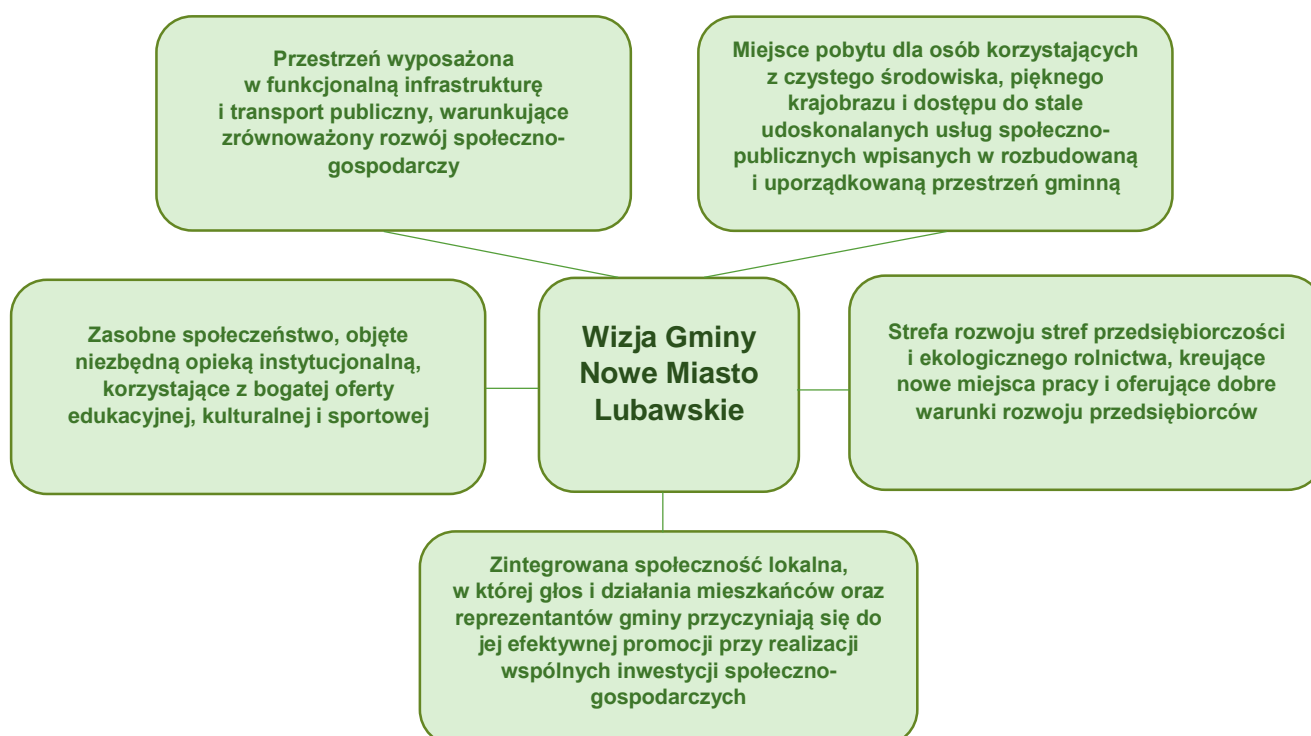 Przestrzeń wyposażona
w funkcjonalną infrastrukturę
i transport publiczny, warunkujące
zrównoważony rozwój społeczno-
gospodarczy
Miejsce pobytu dla osób korzystających
z czystego środowiska, pięknego
krajobrazu i dostępu do stale
udoskonalanych usług społeczno-
publicznych wpisanych w rozbudowaną
i uporządkowaną przestrzeń gminną
Zasobne społeczeństwo, objęte
niezbędną opieką instytucjonalną,
korzystające z bogatej oferty
edukacyjnej, kulturalnej i sportowej
Wizja Gminy
Nowe Miasto
Lubawskie
Strefa rozwoju stref przedsiębiorczości
i ekologicznego rolnictwa, kreujące
nowe miejsca pracy i oferujące dobre
warunki rozwoju przedsiębiorców
Zintegrowana społeczność lokalna,
w której głos i działania mieszkańców oraz
reprezentantów gminy przyczyniają się do
jej efektywnej promocji przy realizacji
wspólnych inwestycji społeczno-
gospodarczych